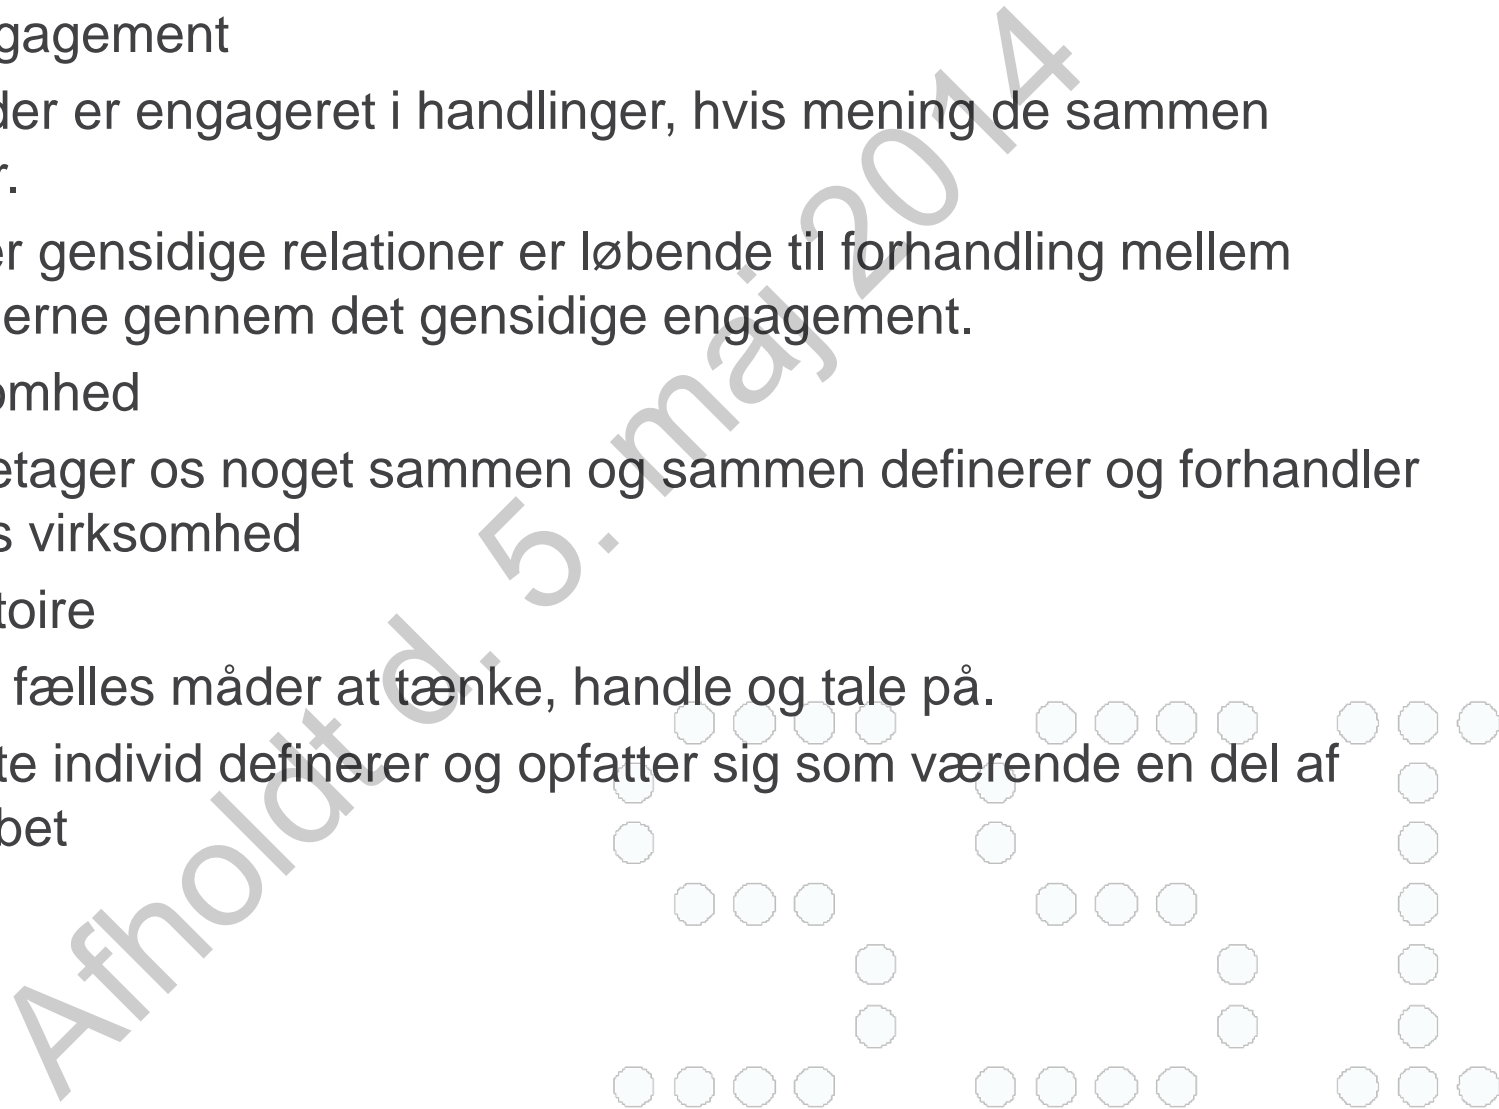 gagement
der er engageret i handlinger, hvis mening de sammen
r.
er gensidige relationer er løbende til forhandling mellem
erne gennem det gensidige engagement.
omhed
etager os noget sammen og sammen definerer og forhandler
s virksomhed
toire
fælles måder at tænke, handle og tale på.
te individ definerer og opfatter sig som værende en del af
bet
Afholdt d. 5. maj 2014